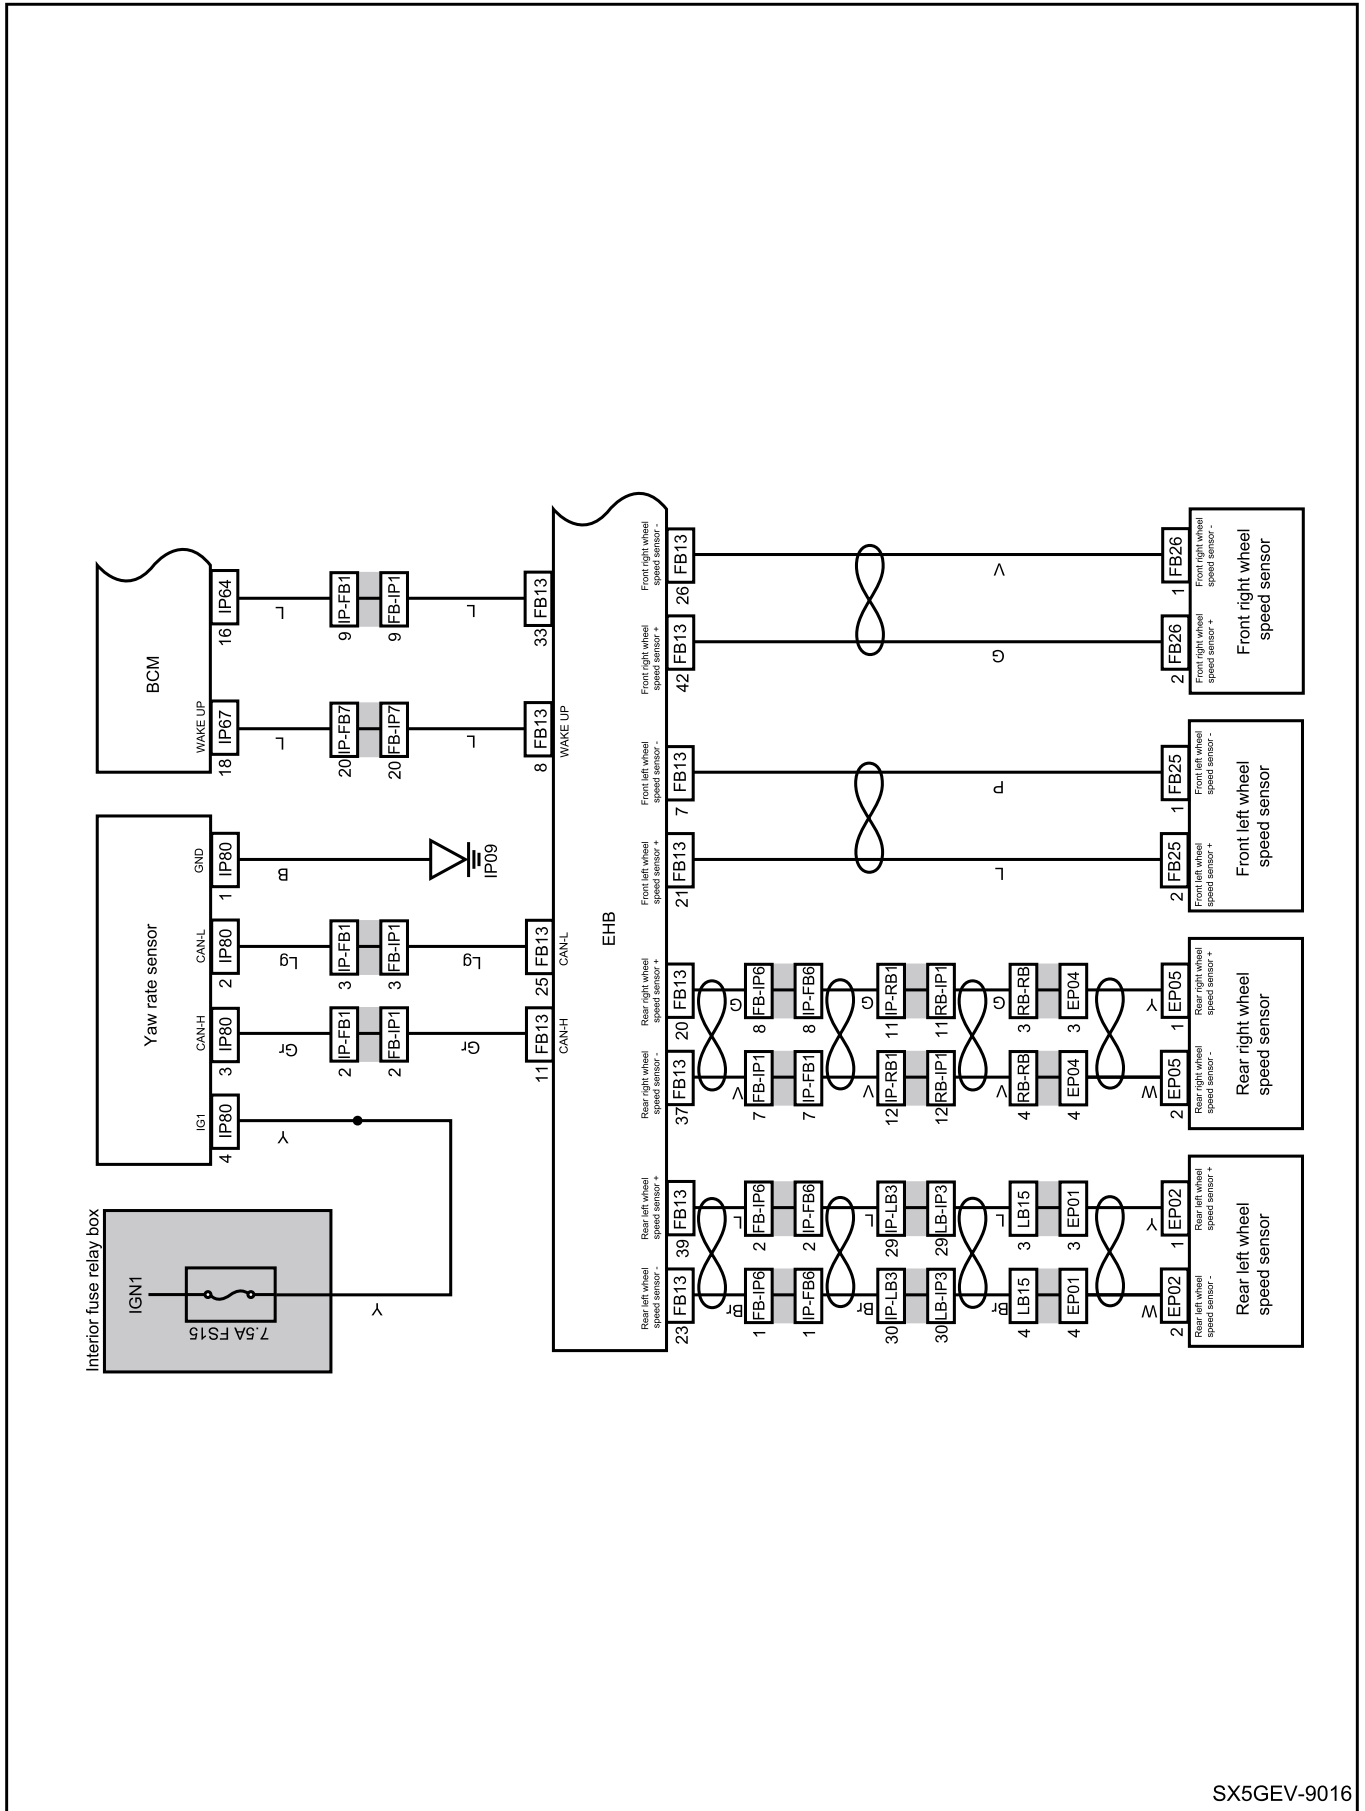 Interior fuse relay box
IGN1
7.5A FS15
Y
Yaw rate sensor
IG1
4 IP80
Y
CAN-H
3 IP80
Gr
2 IP-FB1
2 FB-IP1
Gr
11 FB13
CAN-H
CAN-L
2 IP80
Lg
3 IP-FB1
3 FB-IP1
Lg
25 FB13
CAN-L
GND
1 IP80
B
IP09
BCM
WAKE UP
18 IP67
L
20 IP-FB7
20 FB-IP7
L
8 FB13
WAKE UP
16 IP64
L
9 IP-FB1
9 FB-IP1
L
33 FB13
EHB
Rear left wheel
speed sensor -
23 FB13
Br
1 FB-IP6
1 IP-FB6
Br
30 IP-LB3
30 LB-IP3
Br
4 LB15
4 EP01
W
2 EP02
Rear left wheel
speed sensor -
Rear left wheel
speed sensor +
39 FB13
L
2 FB-IP6
2 IP-FB6
L
29 IP-LB3
29 LB-IP3
L
3 LB15
3 EP01
Y
1 EP02
Rear left wheel
speed sensor +
Rear left wheel
speed sensor
Rear right wheel
speed sensor -
37 FB13
V
7 FB-IP1
7 IP-FB1
V
12 IP-RB1
12 RB-IP1
V
4 RB-RB
4 EP04
W
2 EP05
Rear right wheel
speed sensor -
Rear right wheel
speed sensor +
20 FB13
G
8 FB-IP6
8 IP-FB6
G
11 IP-RB1
11 RB-IP1
G
3 RB-RB
3 EP04
Y
1 EP05
Rear right wheel
speed sensor +
Rear right wheel
speed sensor
Front left wheel
speed sensor +
21 FB13
L
2 FB25
Front left wheel
speed sensor +
Front left wheel
speed sensor -
7 FB13
P
1 FB25
Front left wheel
speed sensor -
Front left wheel
speed sensor
Front right wheel
speed sensor +
42 FB13
G
2 FB26
Front right wheel
speed sensor +
Front right wheel
speed sensor -
26 FB13
V
1 FB26
Front right wheel
speed sensor -
Front right wheel
speed sensor
SX5GEV-9016